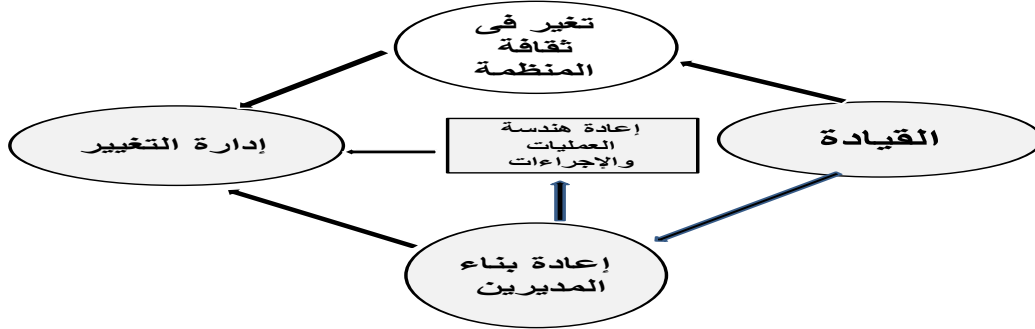 تغير فى
ثقافة
المنظمة
القيادة
إعادة هندسة
العمليات
والإجراءات
إدارة التغيير
إعادة بناء
المديرين